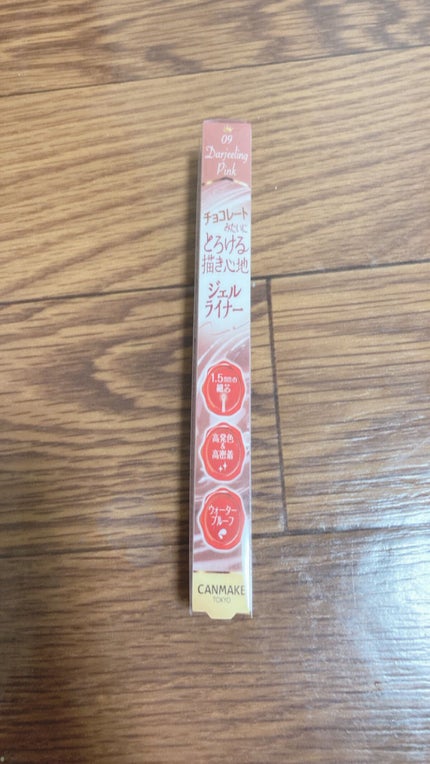 09
Darjeeling
Pink
チョコレート
みたいに
とろける
描き心地
ジェル
ライナー
1.5mmの
細芯
高発色
&
高密着
ウォーター
プルーフ
CANMAKE
TOKYO